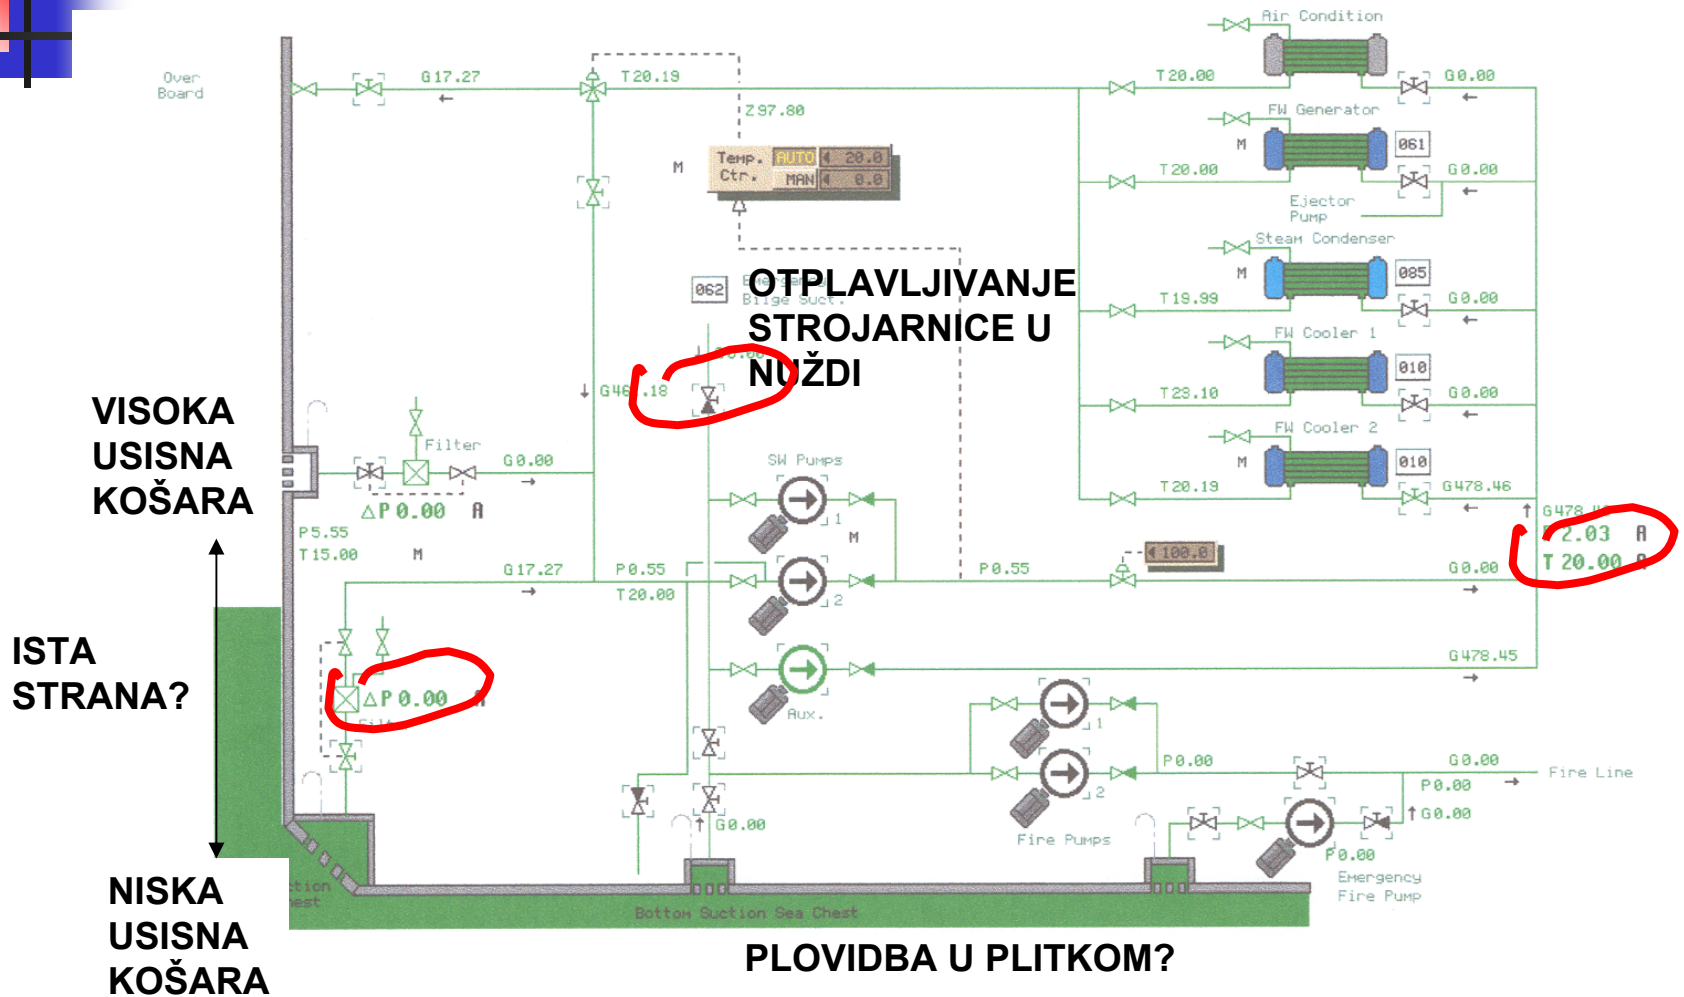 Air Condition
Over
Board
G17.27
T20.19
T20.00
G0.00
Z97.80
FW Generator
M
061
Temp.
Ctr.
AUTO
20.0
MAN
0.0
M
T20.00
G0.00
Ejector
Pump
Steam Condenser
M
085
062
Bilge Suct.
OTPLAVLJIVANJE
STROJARNICE U
NUŽDI
T19.99
G0.00
FW Cooler 1
010
G0.00
T23.10
VISOKA
USISNA
KOŠARA
Filter
G0.00
△P 0.00 A
FW Cooler 2
M
010
T20.19
G478.46
SW Pumps
1
M
2
P5.55
T15.00
M
2.03 A
T 20.00
G17.27
P0.55
T20.00
P0.55
100.0
G0.00
ISTA
STRANA?
△P 0.00
G478.45
Aux.
1
2
Fire Pumps
P0.00
G0.00
P0.00
G0.00
Fire Line
G0.00
P0.00
Emergency
Fire Pump
NISKA
USISNA
KOŠARA
Bottom Suction Sea Chest
PLOVIDBA U PLITKOM?